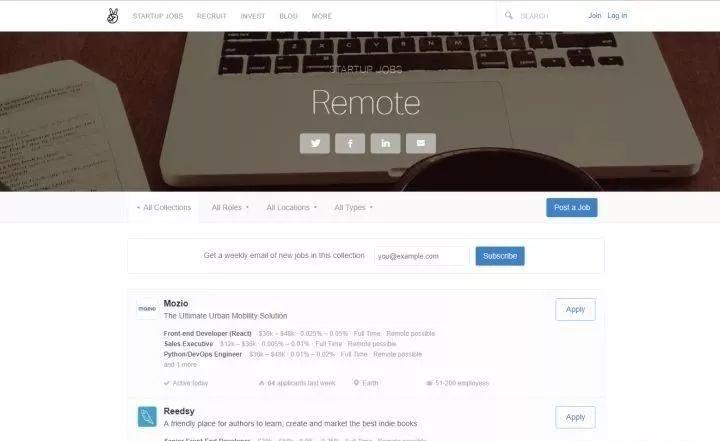 STARTUP JOBS RECRUIT INVEST BLOG MORE SEARCH Join Log in
STARTUP JOBS
Remote
All Collections All Roles All Locations All Types Post a Job
Get a weekly email of new jobs in this collection you@example.com Subscribe
mozio Mozio Apply
The Ultimate Urban Mobility Solution
Front-end Developer (React) · $36k – $48k · 0.025% – 0.05% · Full Time · Remote possible
Sales Executive · $12k – $36k · 0.005% – 0.01% · Full Time · Remote possible
Python/DevOps Engineer · $36k – $48k · 0.01% – 0.02% · Full Time · Remote possible
and 1 more
Active today 64 applicants last week Earth 51-200 employees
Reedsy Apply
A friendly place for authors to learn, create and market the best indie books